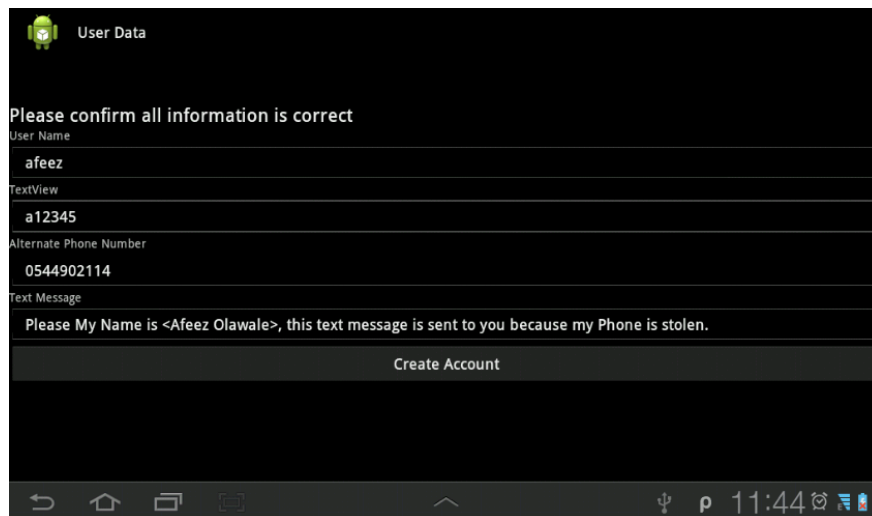 User Data
Please confirm all information is correct
User Name
afeez
TextView
a12345
Alternate Phone Number
0544902114
Text Message
Please My Name is <Afeez Olawale>, this text message is sent to you because my Phone is stolen.
Create Account
11:44